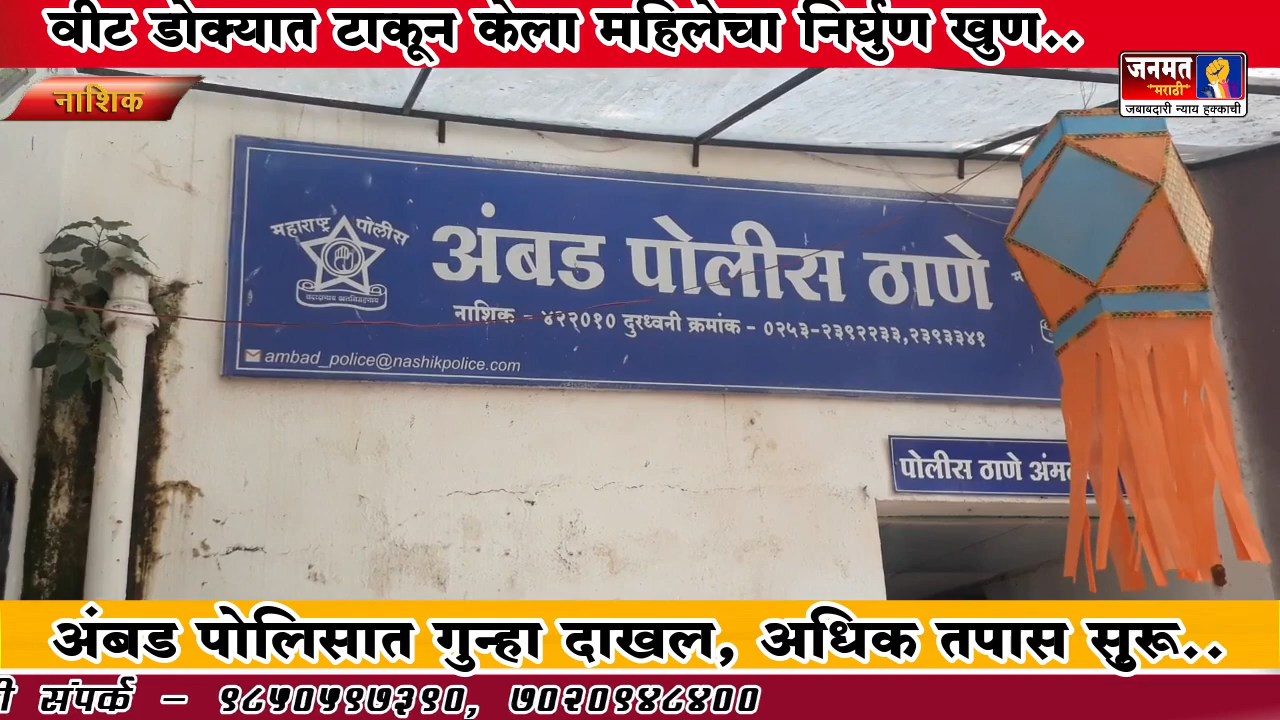 वीट डोक्यात टाकून केला महिलेचा निर्घुण खुण..
नाशिक
जनमत
मराठी
जबाबदारी न्याय हक्काची
महाराष्ट्र पोलीस
अंबड पोलीस ठाणे
नाशिक - ४२२०१० दुरध्वनी क्रमांक - ०२५३-२३९२२३३,२३९३३४१
ambad_police@nashikpolice.com
पोलीस ठाणे
अंबड पोलिसात गुन्हा दाखल, अधिक तपास सुरू..
संपर्क - ९८५०५९७३९०, ७०२०९४८४००